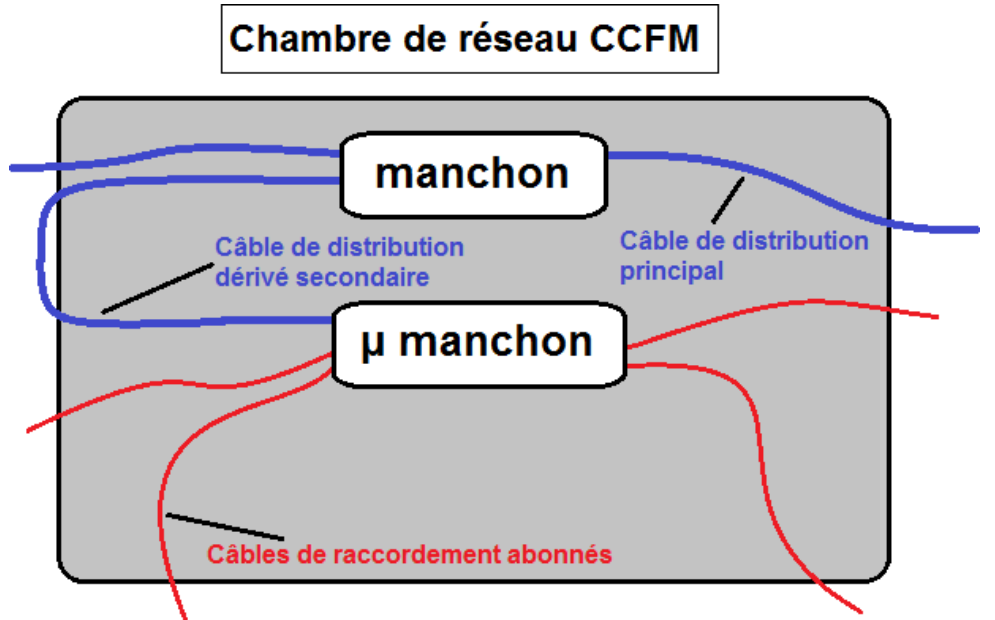 Chambre de réseau CCFM
manchon
Câble de distribution
principal
Câble de distribution
dérivé secondaire
µ manchon
Câbles de raccordement abonnés